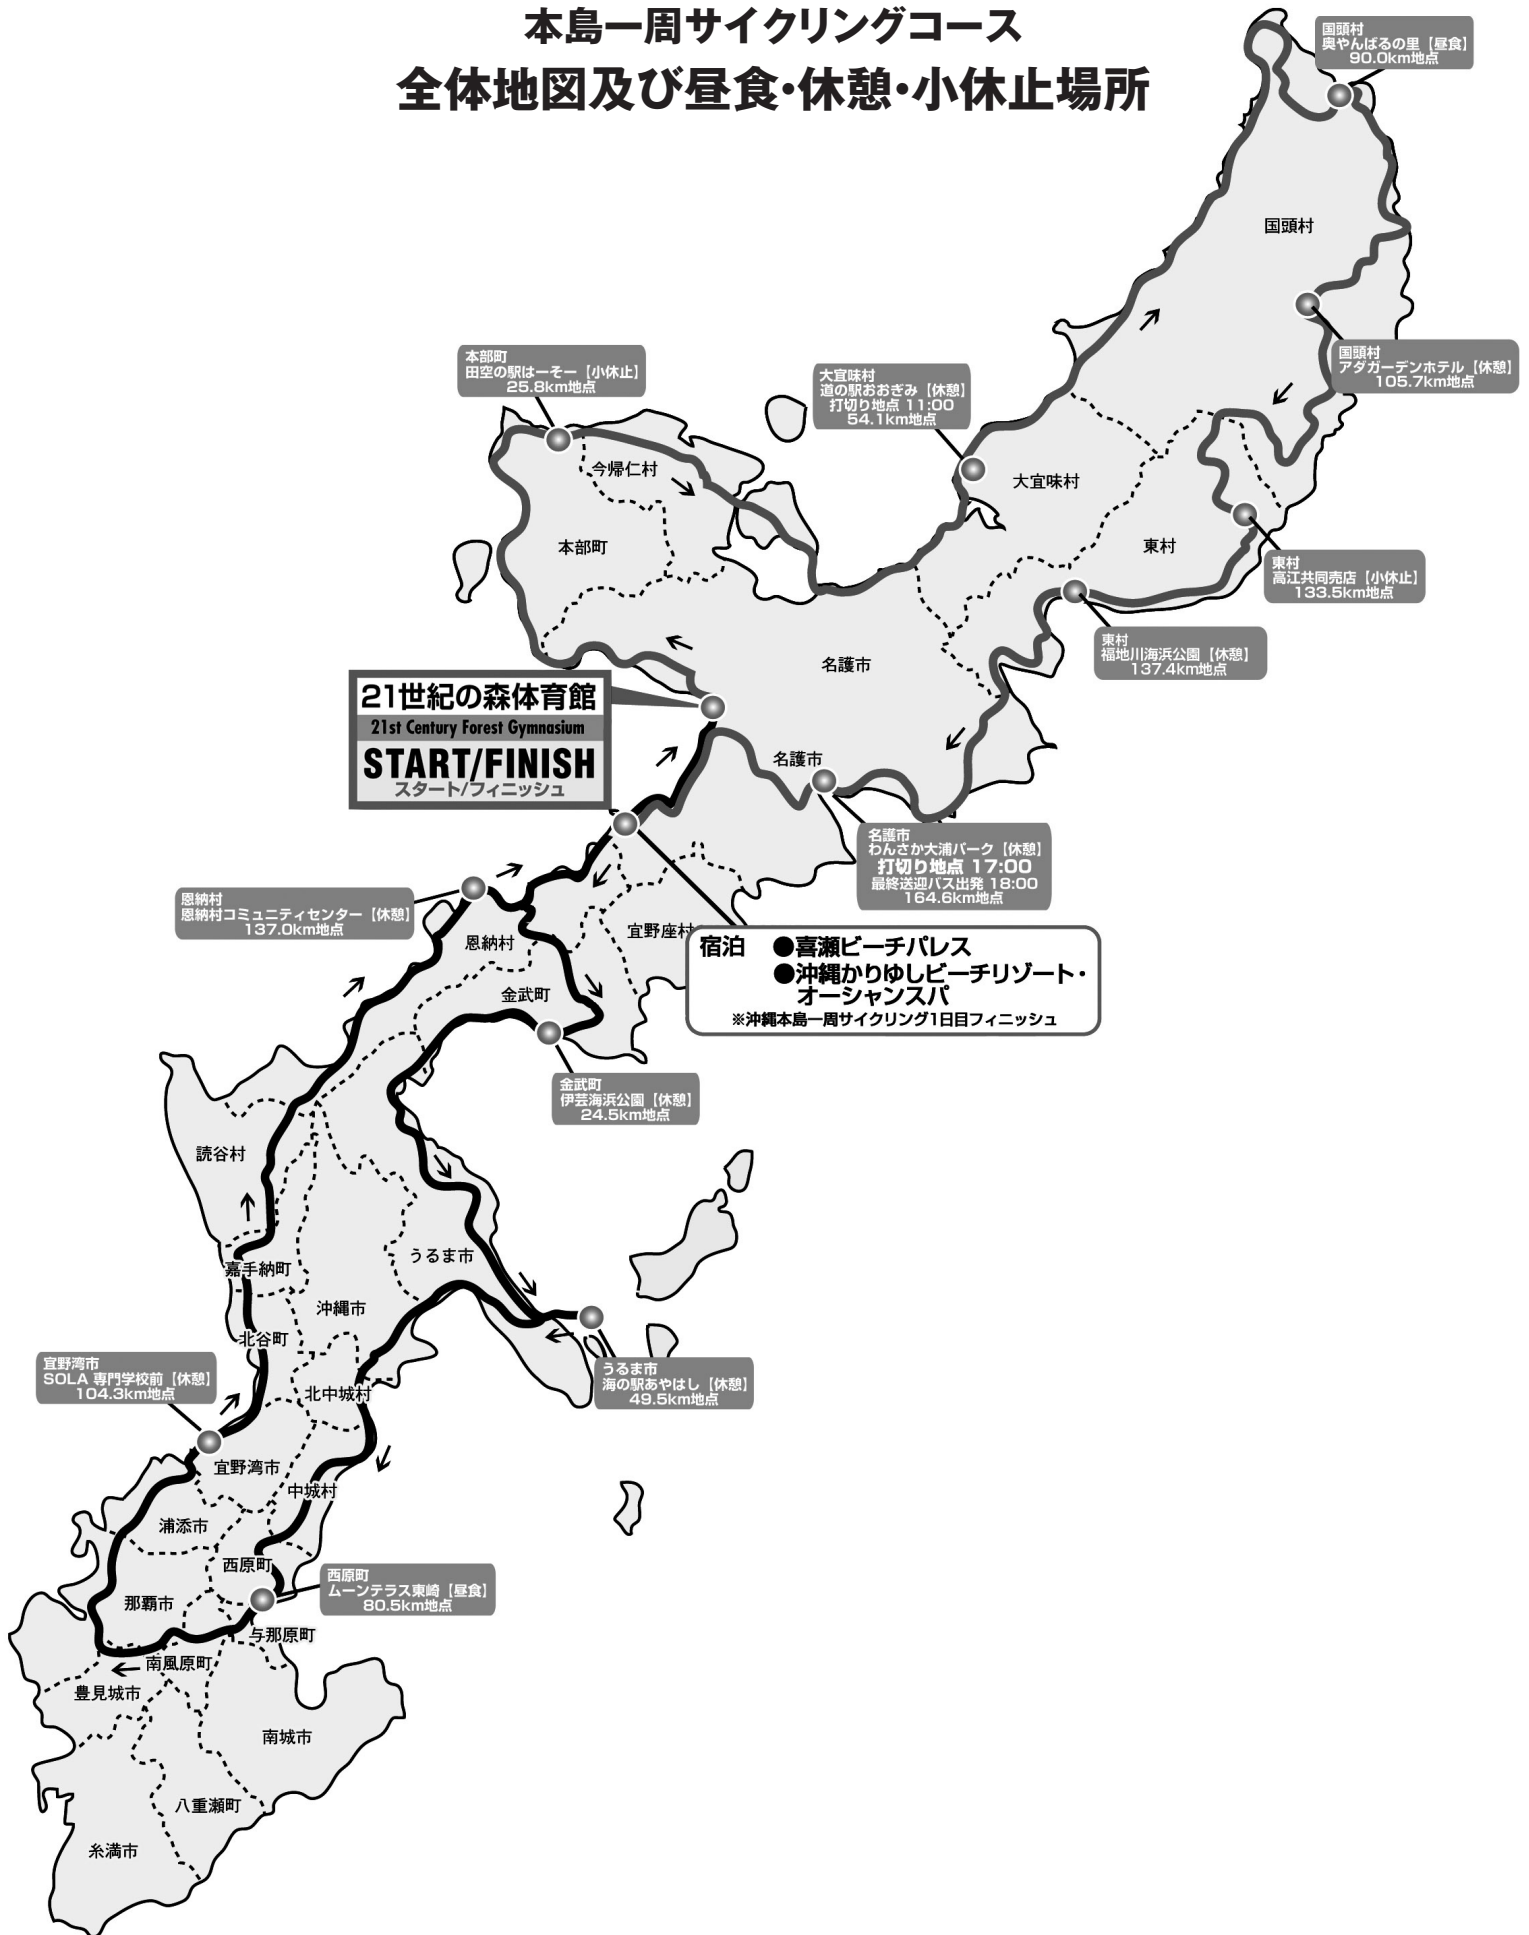 本島一周サイクリングコース
全体地図及び昼食・休憩・小休止場所
国頭村
奥やんばるの里【昼食】
90.0km地点
国頭村
国頭村
アダガーデンホテル【休憩】
105.7km地点
本部町
田空の駅はーそー【小休止】
25.8km地点
大宜味村
道の駅おおぎみ【休憩】
打切り地点 11:00
54.1km地点
今帰仁村
大宜味村
本部町
東村
東村
高江共同売店【小休止】
133.5km地点
東村
福地川海浜公園【休憩】
137.4km地点
名護市
21世紀の森体育館
21st Century Forest Gymnasium
START/FINISH
スタート/フィニッシュ
名護市
名護市
わんさか大浦パーク【休憩】
打切り地点 17:00
最終送迎バス出発 18:00
164.6km地点
恩納村
恩納村コミュニティセンター【休憩】
137.0km地点
恩納村
宜野座村
宿泊 ●喜瀬ビーチパレス
●沖縄かりゆしビーチリゾート・
オーシャンスパ
※沖縄本島一周サイクリング1日目フィニッシュ
金武町
金武町
伊芸海浜公園【休憩】
24.5km地点
読谷村
うるま市
嘉手納町
沖縄市
北谷町
宜野湾市
SOLA 専門学校前【休憩】
104.3km地点
うるま市
海の駅あやはし【休憩】
49.5km地点
北中城村
宜野湾市
中城村
浦添市
西原町
西原町
ムーンテラス東崎【昼食】
80.5km地点
那覇市
与那原町
南風原町
豊見城市
南城市
八重瀬町
糸満市